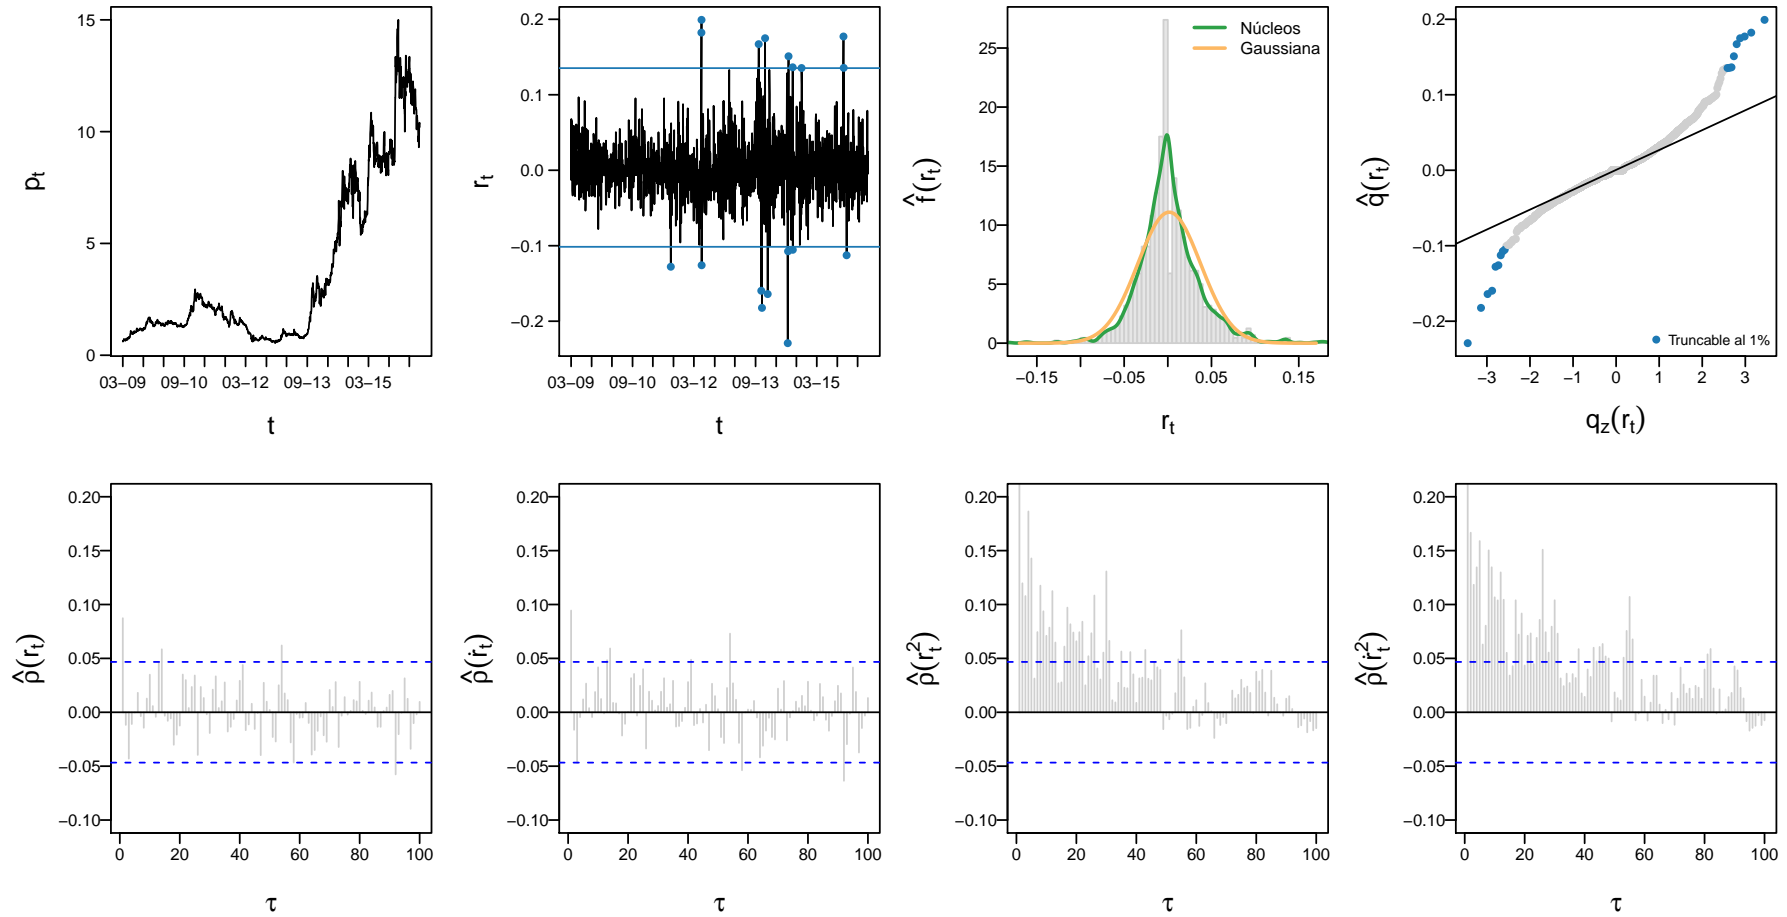 15
10
5
0
p_t
03−09 09−10 03−12 09−13 03−15
t
0.2
0.1
0.0
−0.1
−0.2
r_t
03−09 09−10 03−12 09−13 03−15
t
25
20
15
10
5
0
f̂(r_t)
Núcleos
Gaussiana
−0.15 −0.05 0.05 0.15
r_t
0.2
0.1
0.0
−0.1
−0.2
q̂(r_t)
Truncable al 1%
−3 −2 −1 0 1 2 3
q_z(r_t)
0.20
0.15
0.10
0.05
0.00
−0.05
−0.10
ρ̂(r_t)
0 20 40 60 80 100
τ
0.20
0.15
0.10
0.05
0.00
−0.05
−0.10
ρ̂(ṙ_t)
0 20 40 60 80 100
τ
0.20
0.15
0.10
0.05
0.00
−0.05
−0.10
ρ̂(r_t^2)
0 20 40 60 80 100
τ
0.20
0.15
0.10
0.05
0.00
−0.05
−0.10
ρ̂(ṙ_t^2)
0 20 40 60 80 100
τ